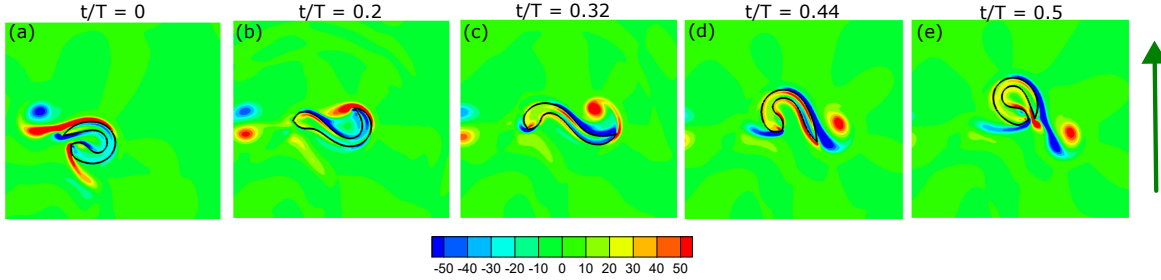 t/T = 0 t/T = 0.2 t/T = 0.32 t/T = 0.44 t/T = 0.5
(a) (b) (c) (d) (e)
-50 -40 -30 -20 -10 0 10 20 30 40 50